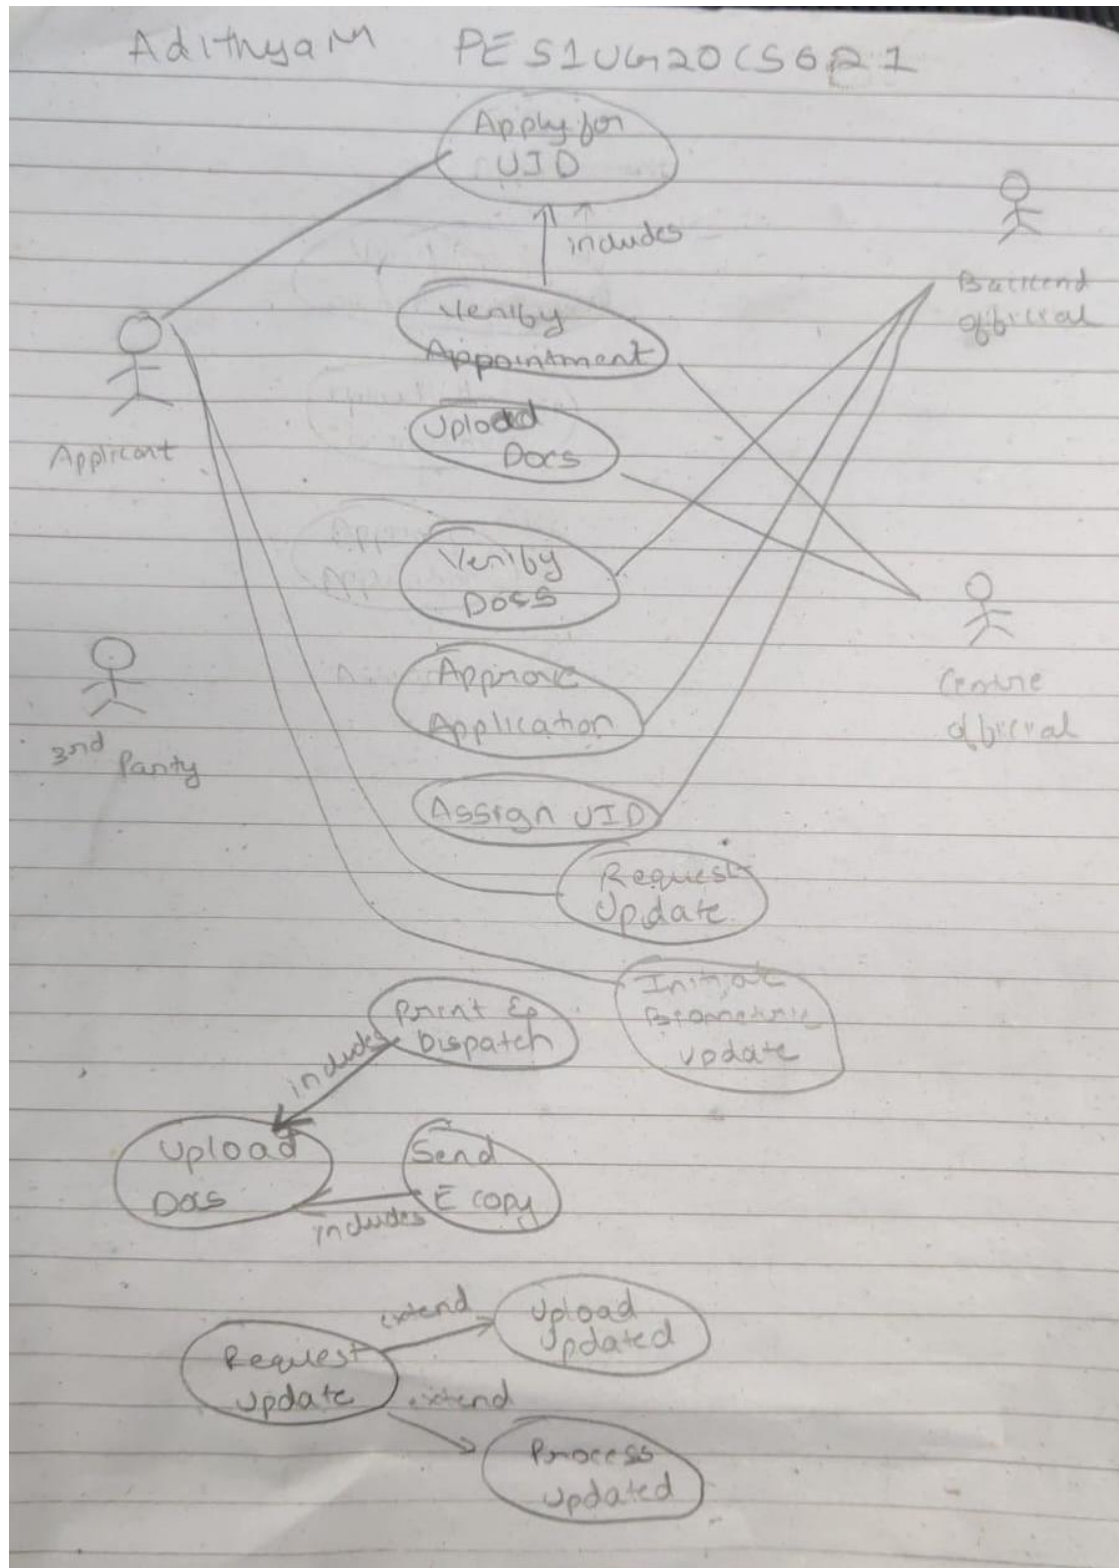 Adithya M PES1UG20CS621
Apply for
UID
includes
Backend
official
Verify
Appointment
Applicant
Upload
Docs
Verify
Docs
Centre
official
Approve
Application
3rd Party
Assign UID
Request
Update
Initiate
Biometric
Update
Print &
Dispatch
includes
Upload
Docs
Send
E copy
includes
extend
Upload
Updated
Request
Update
extend
Process
Updated